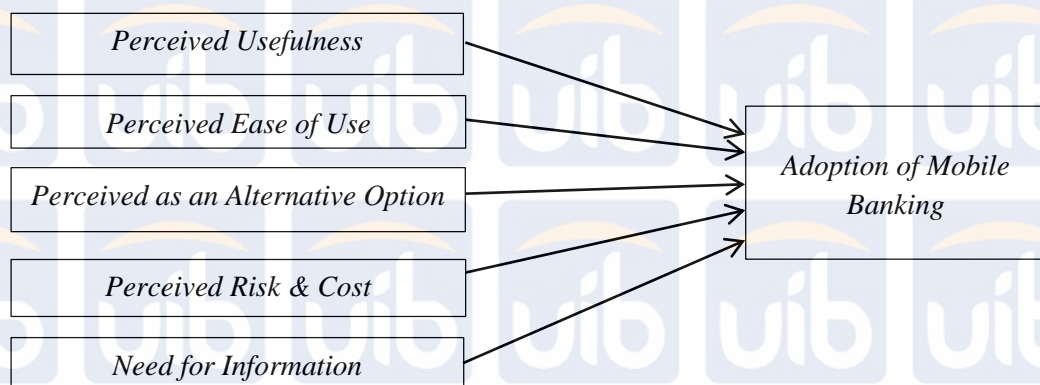 Perceived Usefulness
Perceived Ease of Use
Perceived as an Alternative Option
Perceived Risk & Cost
Need for Information
Adoption of Mobile
Banking
uib